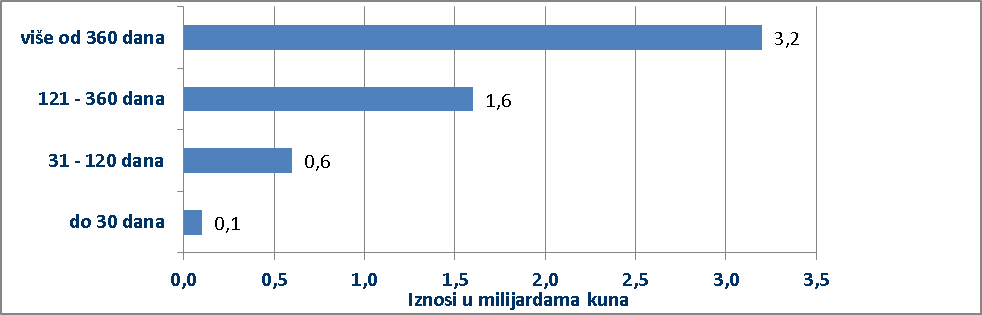 više od 360 dana
3,2
121 - 360 dana
1,6
31 - 120 dana
0,6
do 30 dana
0,1
0,0 0,5 1,0 1,5 2,0 2,5 3,0 3,5
Iznosi u milijardama kuna